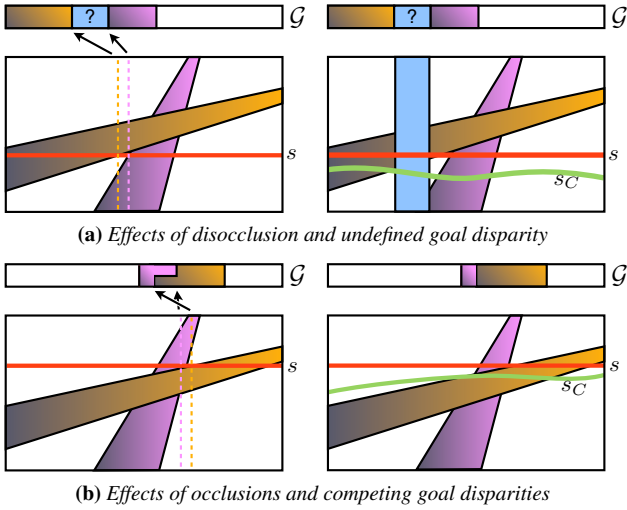 ? 𝒢 ? 𝒢
s s
s_C
(a) Effects of disocclusion and undefined goal disparity
𝒢 𝒢
s s
s_C
(b) Effects of occlusions and competing goal disparities